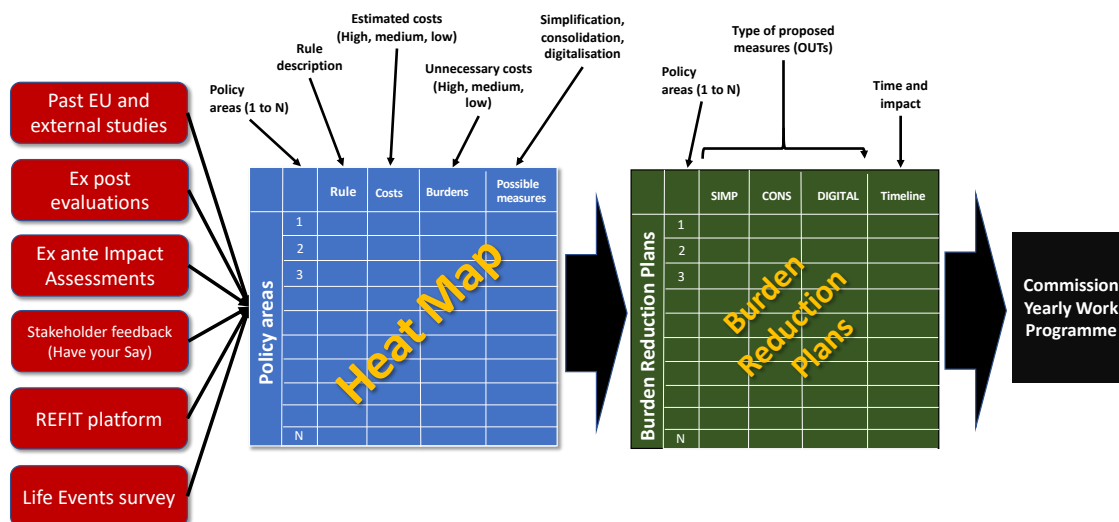 Past EU and
external studies
Ex post
evaluations
Ex ante Impact
Assessments
Stakeholder feedback
(Have your Say)
REFIT platform
Life Events survey
Policy
areas (1 to N)
Rule
description
Estimated costs
(High, medium, low)
Unnecessary costs
(High, medium,
low)
Simplification,
consolidation,
digitalisation
Policy areas
Rule
Costs
Burdens
Possible
measures
1
2
3
N
Heat Map
Policy
areas (1 to N)
Type of proposed
measures (OUTs)
Time and
impact
Burden Reduction Plans
SIMP
CONS
DIGITAL
Timeline
1
2
3
N
Burden
Reduction
Plans
Commission
Yearly Work
Programme